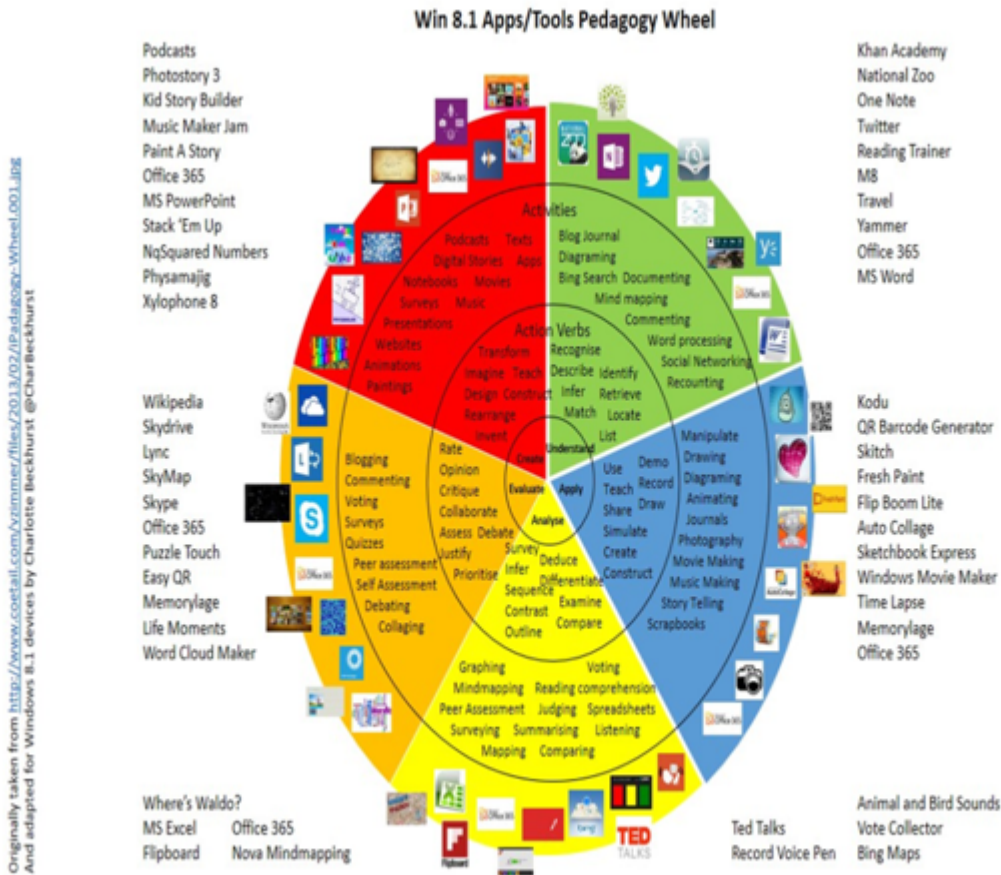 Win 8.1 Apps/Tools Pedagogy Wheel
Originally taken from http://www.coetail.com/vzimmer/files/2013/02/iPadagogy-Wheel.001.jpg
And adapted for Windows 8.1 devices by Charlotte Beckhurst @CharBeckhurst
Podcasts
Photostory 3
Kid Story Builder
Music Maker Jam
Paint A Story
Office 365
MS PowerPoint
Stack 'Em Up
NqSquared Numbers
Physamajig
Xylophone 8
Khan Academy
National Zoo
One Note
Twitter
Reading Trainer
M8
Travel
Yammer
Office 365
MS Word
Activities
Podcasts Texts
Digital Stories Apps
Notebooks Movies
Surveys Music
Presentations
Websites
Animations
Paintings
Blog Journal
Diagraming
Bing Search Documenting
Mind mapping
Commenting
Word processing
Social Networking
Recounting
Action Verbs
Transform
Imagine Teach
Design Construct
Rearrange
Invent
Recognise
Describe Identify
Infer Retrieve
Match Locate
List
Create
Understand
Evaluate
Apply
Analyse
Wikipedia
Skydrive
Lync
SkyMap
Skype
Office 365
Puzzle Touch
Easy QR
Memorylage
Life Moments
Word Cloud Maker
Blogging
Commenting
Voting
Surveys
Quizzes
Peer assessment
Self Assessment
Debating
Collaging
Rate
Opinion
Critique
Collaborate
Assess Debate
Justify
Prioritise
Use Demo
Teach Record
Share Draw
Simulate
Create
Construct
Manipulate
Drawing
Diagraming
Animating
Journals
Photography
Movie Making
Music Making
Story Telling
Scrapbooks
Kodu
QR Barcode Generator
Skitch
Fresh Paint
Flip Boom Lite
Auto Collage
Sketchbook Express
Windows Movie Maker
Time Lapse
Memorylage
Office 365
Survey Deduce
Infer Differentiate
Sequence Examine
Contrast Compare
Outline
Graphing Voting
Mindmapping Reading comprehension
Peer Assessment Judging Spreadsheets
Surveying Summarising Listening
Mapping Comparing
Where's Waldo?
MS Excel Office 365
Flipboard Nova Mindmapping
TED
TALKS
Ted Talks
Record Voice Pen
Animal and Bird Sounds
Vote Collector
Bing Maps